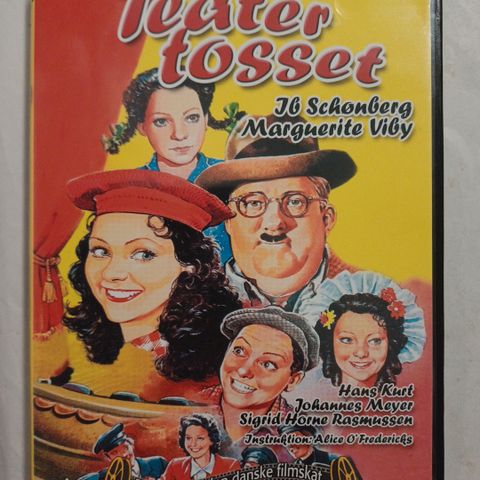 Teater
tosset
Ib Schønberg
Marguerite Viby
Hans Kurt
Johannes Meyer
Sigrid Horne Rasmussen
Instruktion: Alice O'Fredericks
danske filmskat